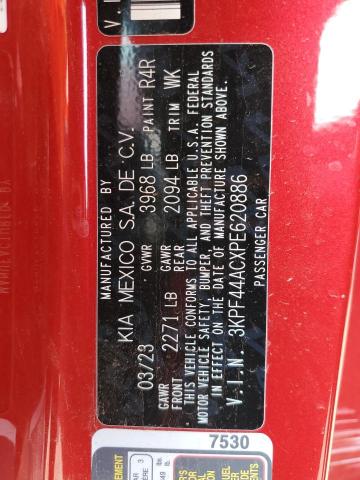 MANUFACTURED BY
KIA MEXICO S.A. DE C.V.
03/23 GVWR 3968 LB PAINT R4R
GAWR FRONT 2271 LB GAWR REAR 2094 LB TRIM WK
THIS VEHICLE CONFORMS TO ALL APPLICABLE U.S.A. FEDERAL
MOTOR VEHICLE SAFETY, BUMPER, AND THEFT PREVENTION STANDARDS
IN EFFECT ON THE DATE OF MANUFACTURE SHOWN ABOVE.
V.I.N. 3KPF44ACXPE620886
PASSENGER CAR
7530
V.I.